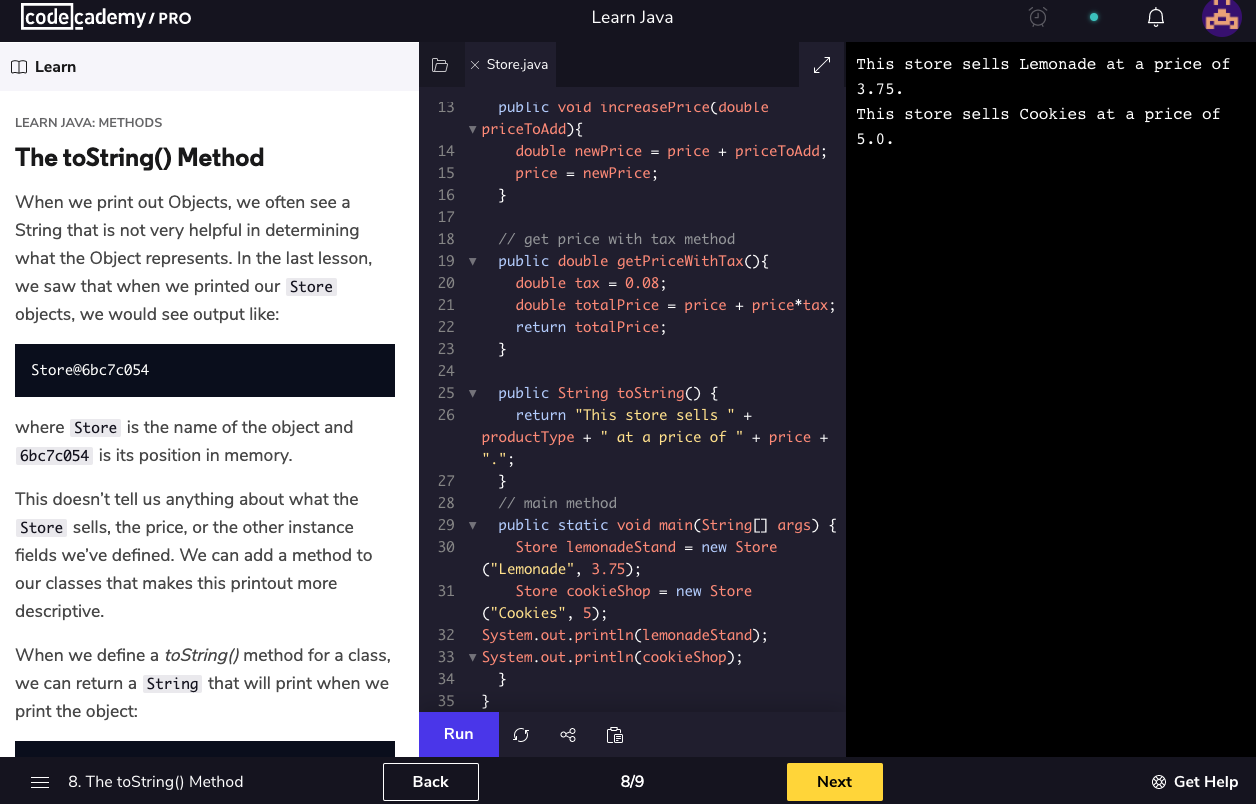 codecademy / PRO
Learn Java
Learn
Store.java
LEARN JAVA: METHODS
The toString() Method
When we print out Objects, we often see a
String that is not very helpful in determining
what the Object represents. In the last lesson,
we saw that when we printed our Store
objects, we would see output like:
Store@6bc7c054
where Store is the name of the object and
6bc7c054 is its position in memory.
This doesn't tell us anything about what the
Store sells, the price, or the other instance
fields we've defined. We can add a method to
our classes that makes this printout more
descriptive.
When we define a toString() method for a class,
we can return a String that will print when we
print the object:
13 public void increasePrice(double
priceToAdd){
14 double newPrice = price + priceToAdd;
15 price = newPrice;
16 }
17
18 // get price with tax method
19 public double getPriceWithTax(){
20 double tax = 0.08;
21 double totalPrice = price + price*tax;
22 return totalPrice;
23 }
24
25 public String toString() {
26 return "This store sells " +
productType + " at a price of " + price +
".";
27 }
28 // main method
29 public static void main(String[] args) {
30 Store lemonadeStand = new Store
("Lemonade", 3.75);
31 Store cookieShop = new Store
("Cookies", 5);
32 System.out.println(lemonadeStand);
33 System.out.println(cookieShop);
34 }
35 }
Run
This store sells Lemonade at a price of
3.75.
This store sells Cookies at a price of
5.0.
8. The toString() Method
Back
8/9
Next
Get Help